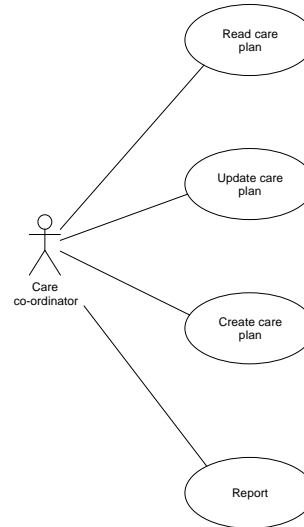 Read care
plan
Update care
plan
Care
co-ordinator
Create care
plan
Report